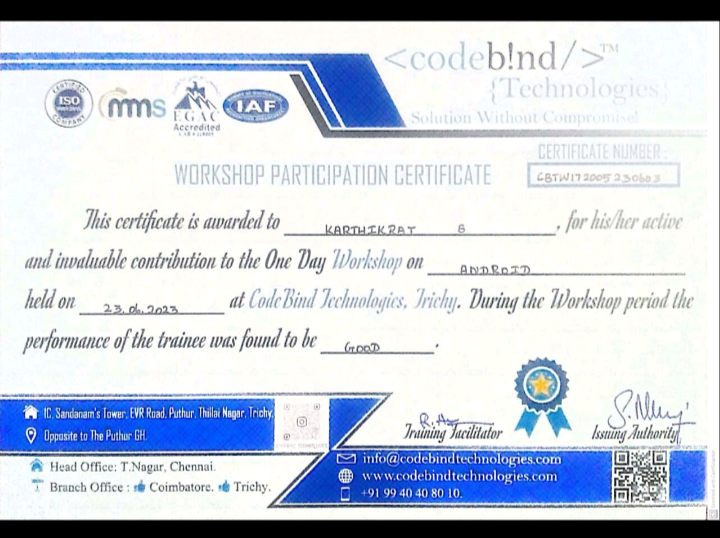 <codeb!nd/>™
{Technologies}
Solution Without Compromise!
CERTIFIED
ISO
COMPANY
mms
EGAC
Accredited
IAF
CERTIFICATE NUMBER :
WORKSHOP PARTICIPATION CERTIFICATE
CBTW172005230603
This certificate is awarded to KARTHIKRAJ S, for his/her active
and invaluable contribution to the One Day Workshop on ANDROID
held on 23.06.2023 at CodeBind Technologies, Trichy. During the Workshop period the
performance of the trainee was found to be GOOD.
1C, Sandanam's Tower, EVR Road, Puthur, Thillai Nagar, Trichy.
Opposite to The Puthur GH.
Training Facilitator
Issuing Authority
Head Office: T.Nagar, Chennai.
Branch Office : Coimbatore. Trichy.
info@codebindtechnologies.com
www.codebindtechnologies.com
+91 99 40 40 80 10.